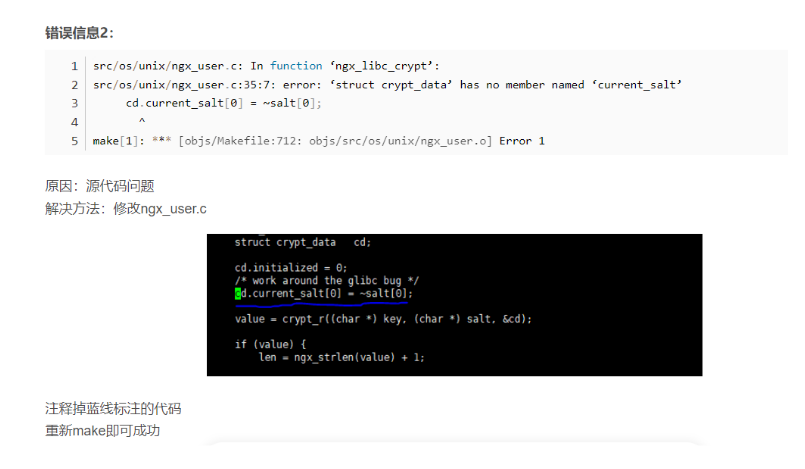 错误信息2：
1 src/os/unix/ngx_user.c: In function ‘ngx_libc_crypt’:
2 src/os/unix/ngx_user.c:35:7: error: ‘struct crypt_data’ has no member named ‘current_salt’
3 cd.current_salt[0] = ~salt[0];
4 ^
5 make[1]: *** [objs/Makefile:712: objs/src/os/unix/ngx_user.o] Error 1
原因：源代码问题
解决方法：修改ngx_user.c
struct crypt_data cd;
cd.initialized = 0;
/* work around the glibc bug */
cd.current_salt[0] = ~salt[0];
value = crypt_r((char *) key, (char *) salt, &cd);
if (value) {
len = ngx_strlen(value) + 1;
注释掉蓝线标注的代码
重新make即可成功